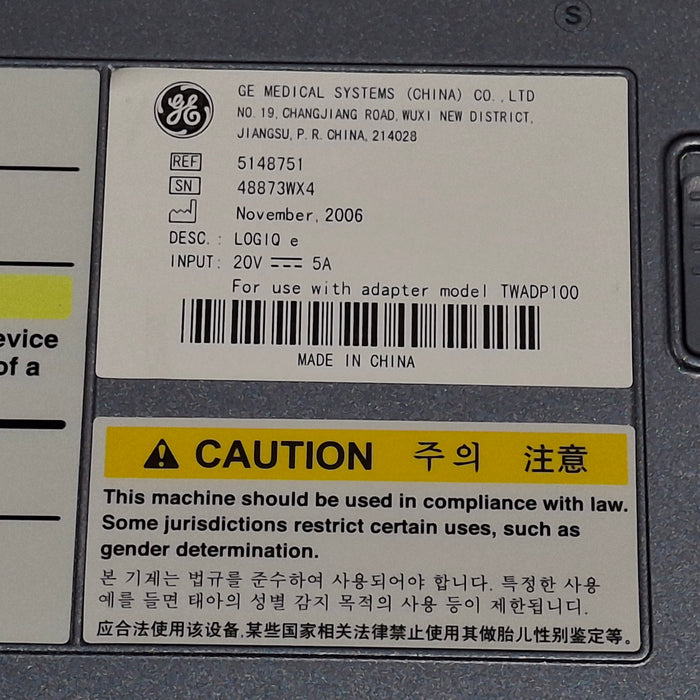 S
GE
GE MEDICAL SYSTEMS (CHINA) CO.,LTD
NO.19, CHANGJIANG ROAD, WUXI NEW DISTRICT,
JIANGSU, P.R.CHINA, 214028
REF 5148751
SN 48873WX4
November, 2006
DESC.: LOGIQ e
INPUT: 20V 5A
For use with adapter model TWADP100
MADE IN CHINA
evice
of a
CAUTION 주의 注意
This machine should be used in compliance with law.
Some jurisdictions restrict certain uses, such as
gender determination.
본 기계는 법규를 준수하여 사용되어야 합니다. 특정한 사용
예를 들면 태아의 성별 감지 목적의 사용 등이 제한됩니다.
应合法使用该设备,某些国家相关法律禁止使用其做胎儿性别鉴定等。